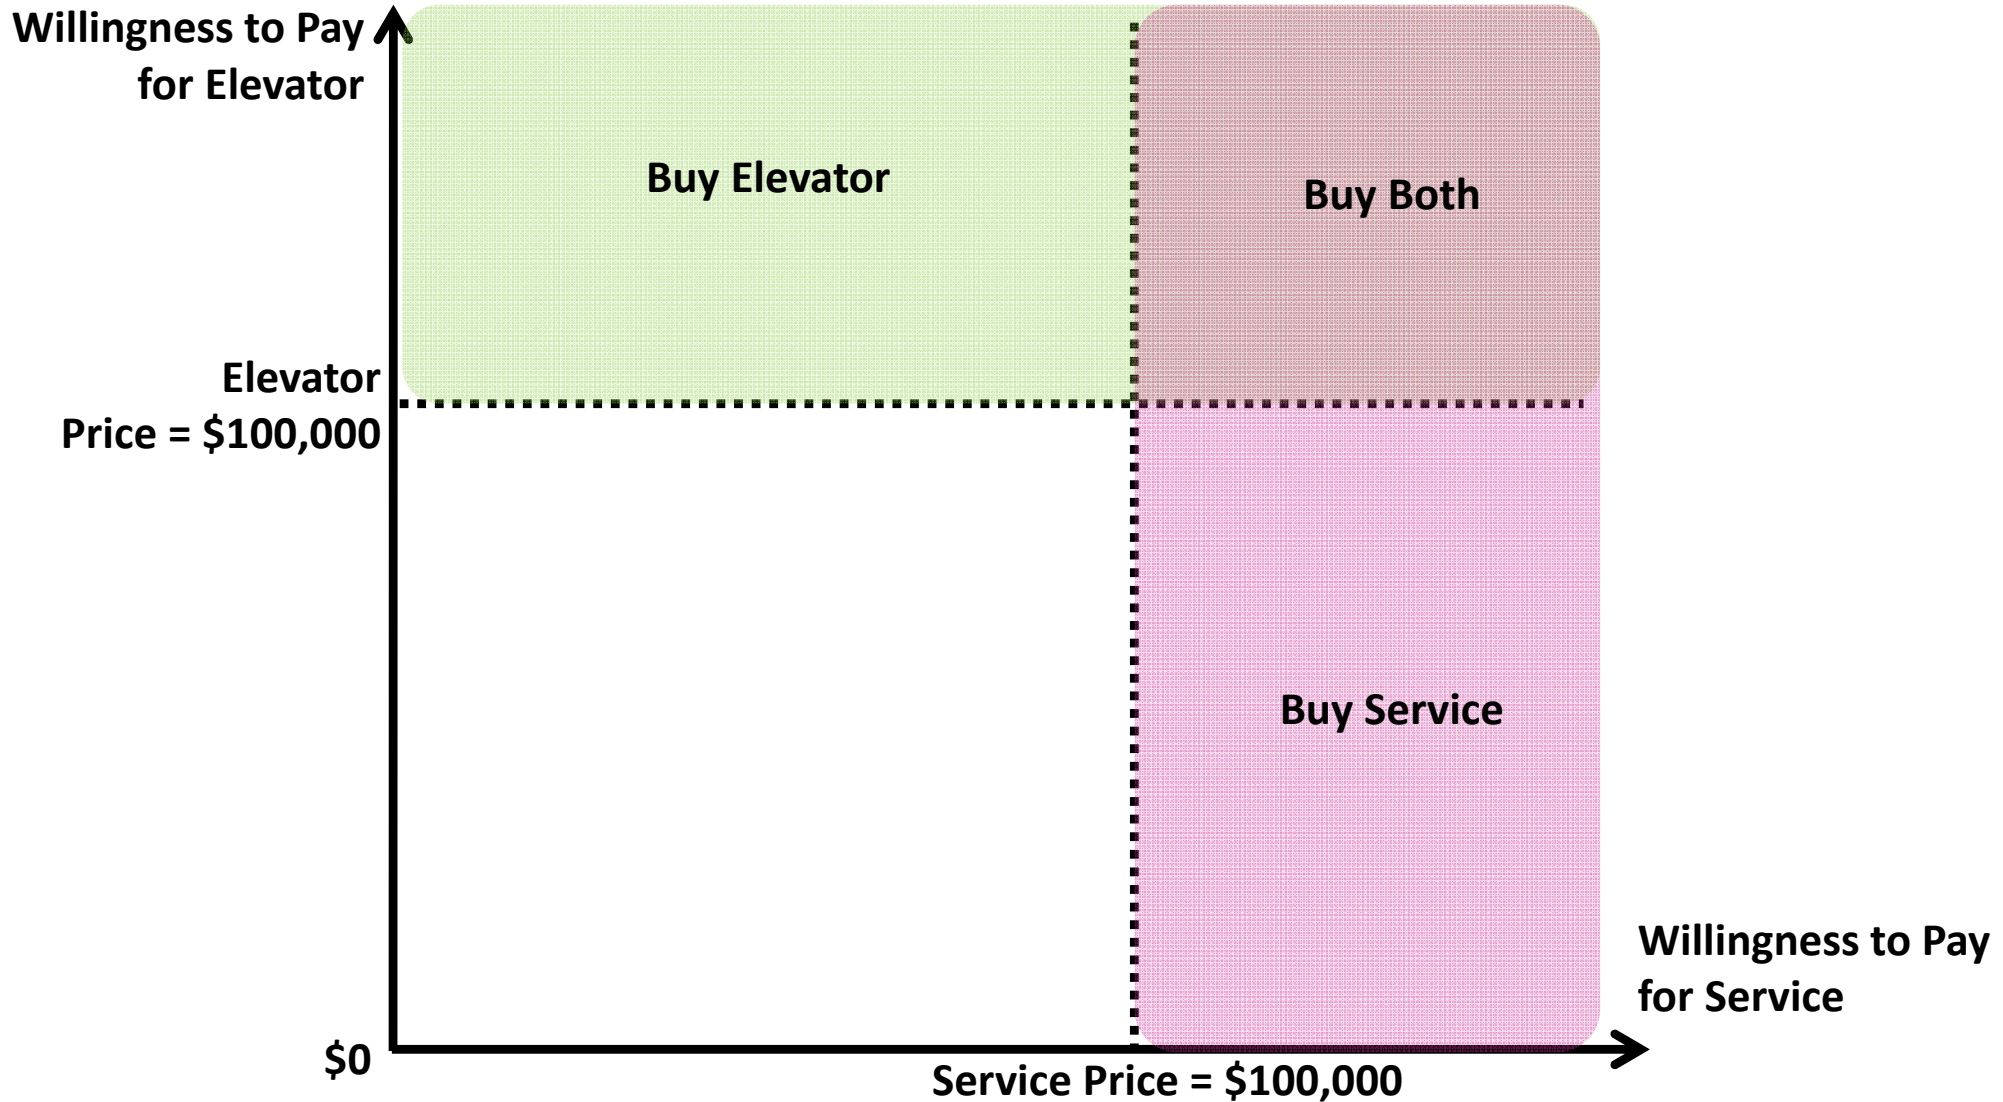 Willingness to Pay
for Elevator
Buy Elevator
Buy Both
Elevator
Price = $100,000
Buy Service
Willingness to Pay
for Service
$0
Service Price = $100,000